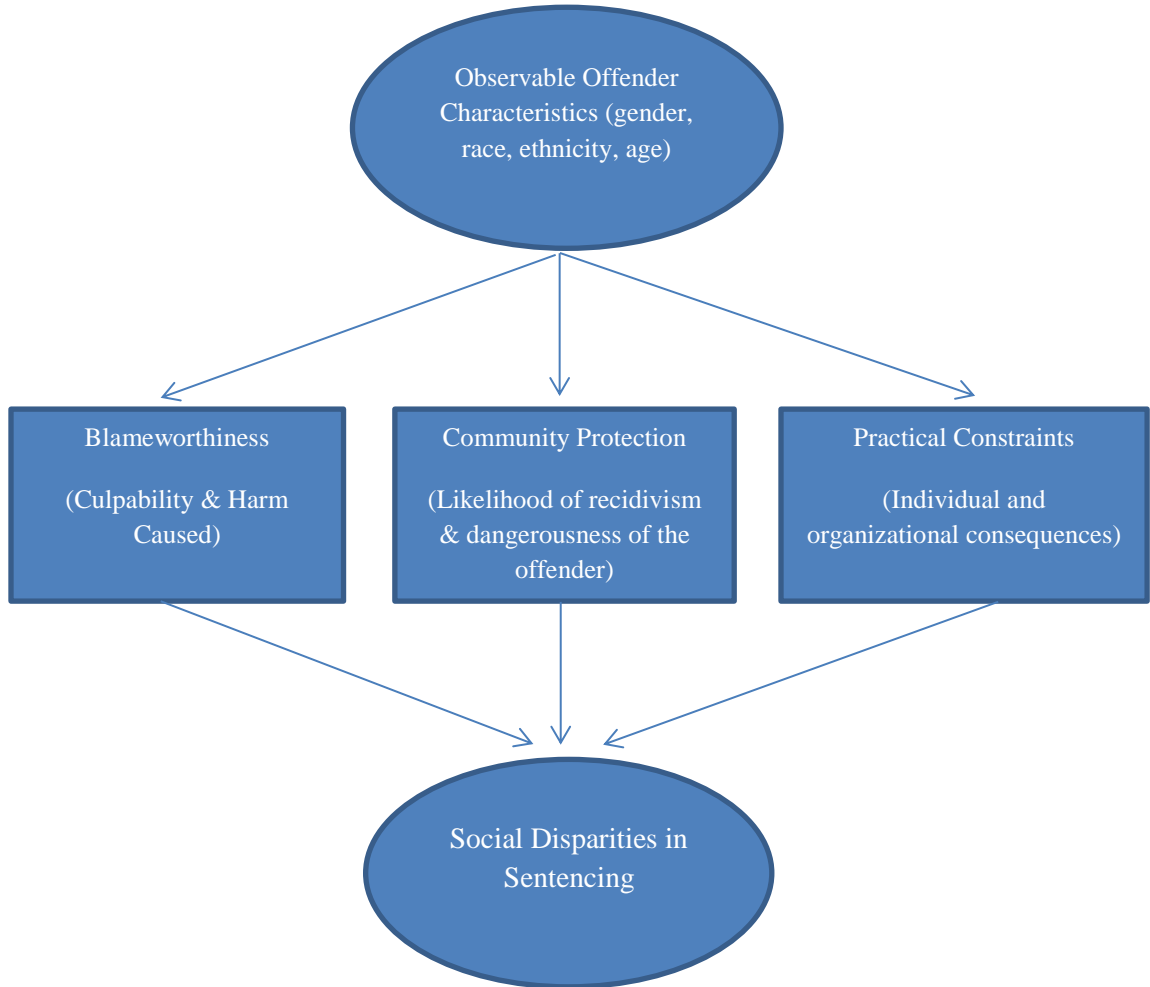 Observable Offender
Characteristics (gender,
race, ethnicity, age)
Blameworthiness
(Culpability & Harm
Caused)
Community Protection
(Likelihood of recidivism
& dangerousness of the
offender)
Practical Constraints
(Individual and
organizational consequences)
Social Disparities in
Sentencing